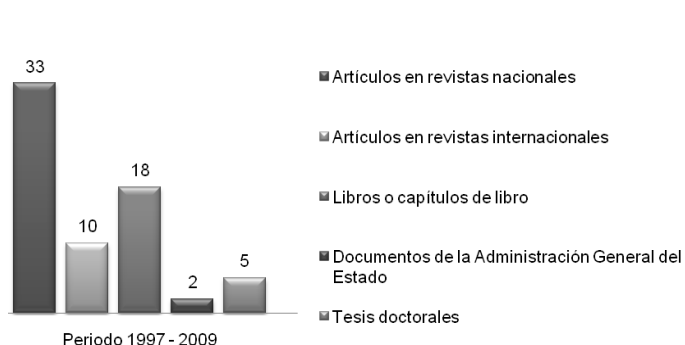 33
10
18
2
5
Periodo 1997 - 2009
Artículos en revistas nacionales
Artículos en revistas internacionales
Libros o capítulos de libro
Documentos de la Administración General del
Estado
Tesis doctorales